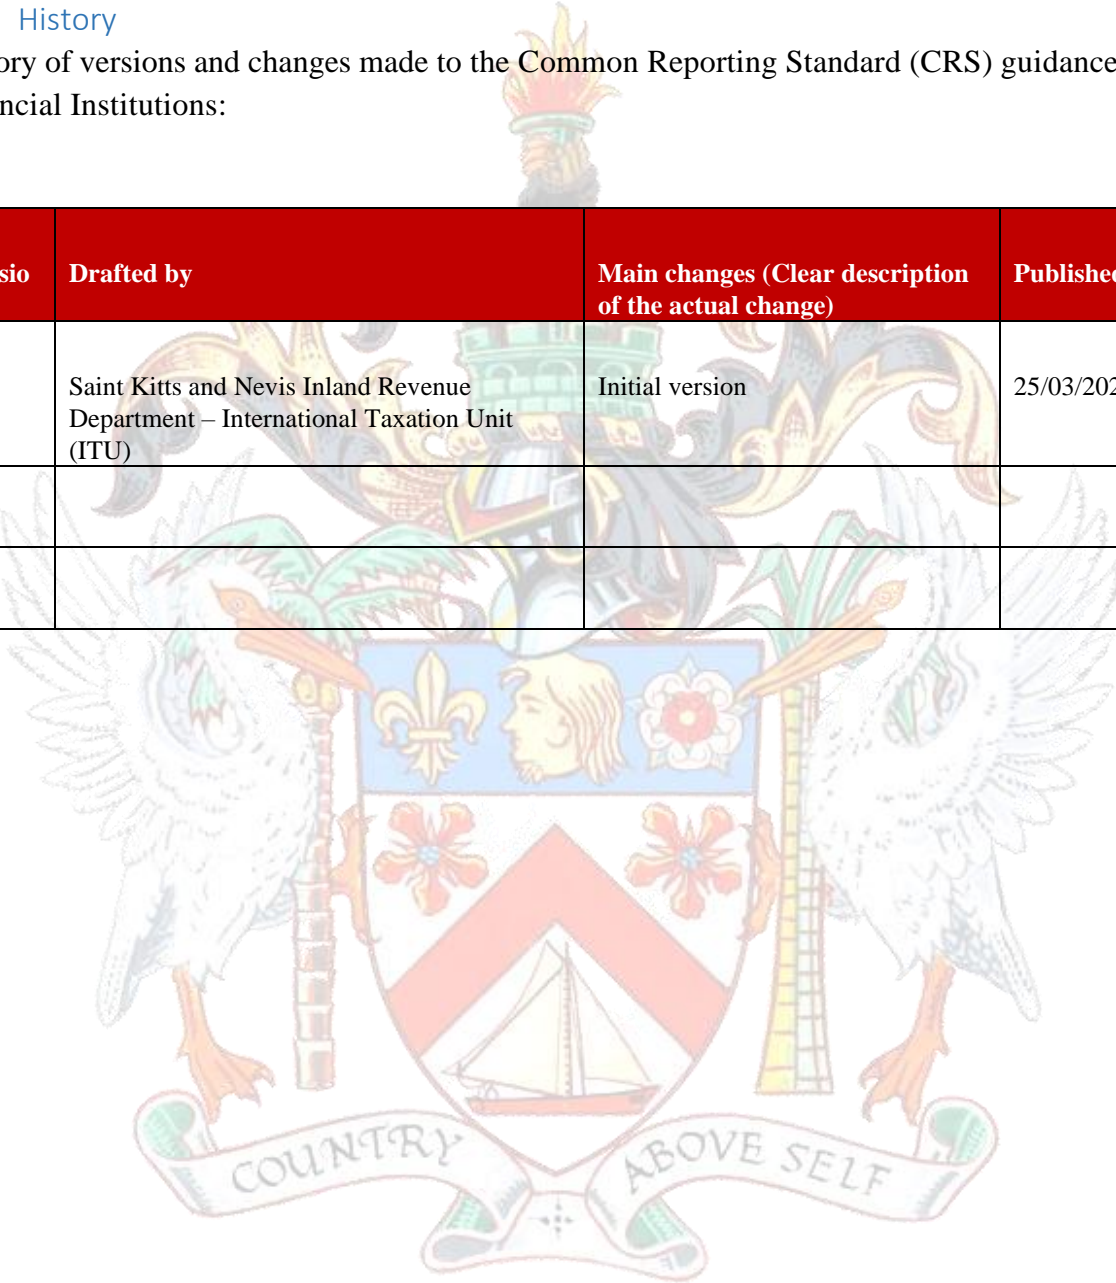 History
ory of versions and changes made to the Common Reporting Standard (CRS) guidance
ncial Institutions:
sio
Drafted by
Main changes (Clear description
of the actual change)
Published
Saint Kitts and Nevis Inland Revenue
Department – International Taxation Unit
(ITU)
Initial version
25/03/202
COUNTRY
ABOVE SELF